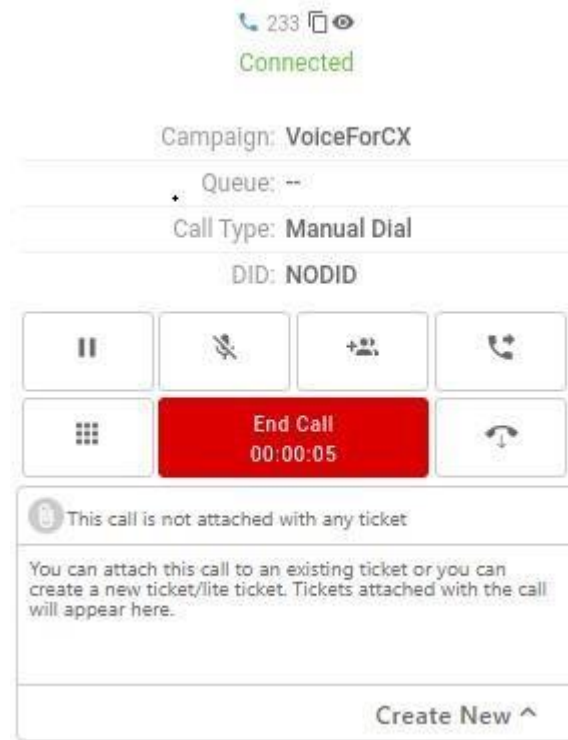 233
Connected
Campaign: VoiceForCX
Queue: --
Call Type: Manual Dial
DID: NODID
End Call
00:00:05
This call is not attached with any ticket
You can attach this call to an existing ticket or you can
create a new ticket/lite ticket. Tickets attached with the call
will appear here.
Create New